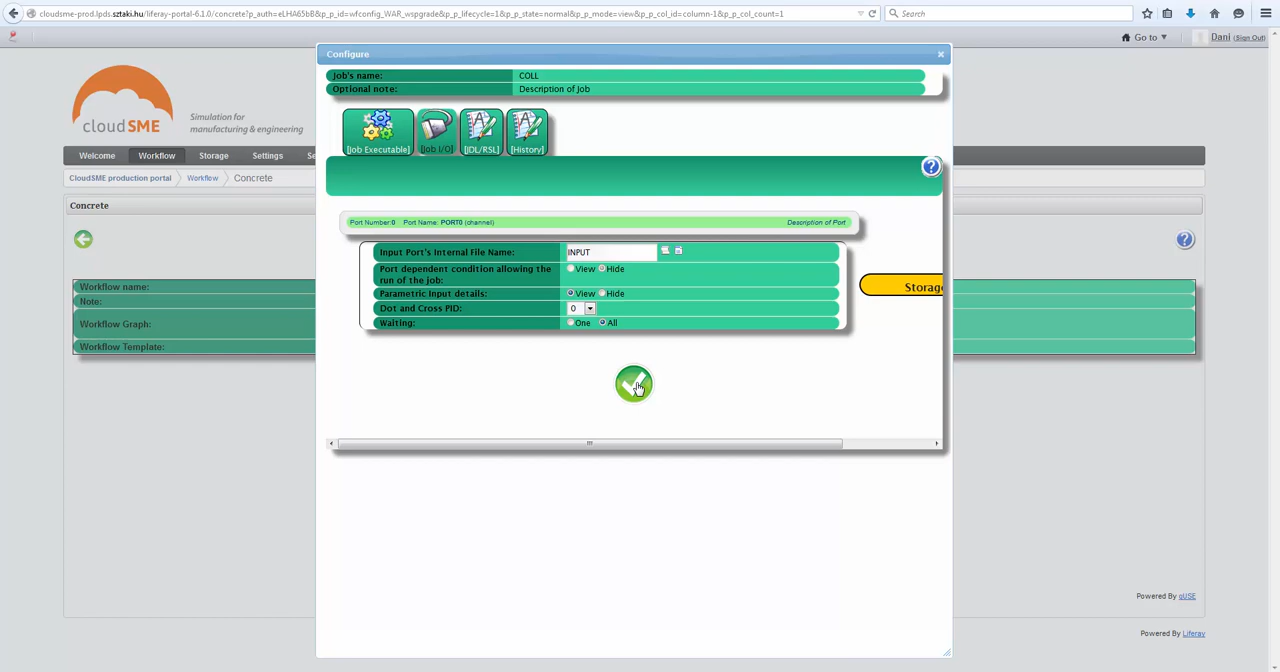 cloudsme-prod.lpds.sztaki.hu/liferay-portal-6.1.0/concrete?p_auth=eLHA65bB&p_p_id=wfconfig_WAR_wspgrade&p_p_lifecycle=1&p_p_state=normal&p_p_mode=view&p_p_col_id=column-1&p_p_col_count=1
Search
Go to
Dani (Sign Out)
cloudSME
Simulation for
manufacturing & engineering
Welcome
Workflow
Storage
Settings
Se
CloudSME production portal
Workflow
Concrete
Concrete
Workflow name:
Note:
Workflow Graph:
Workflow Template:
Configure
Job's name: COLL
Optional note: Description of Job
[Job Executable]
[Job I/O]
[JDL/RSL]
[History]
Port Number:0 Port Name: PORT0 (channel) Description of Port
Input Port's Internal File Name: INPUT
Port dependent condition allowing the
run of the job:
View Hide
Parametric Input details: View Hide
Dot and Cross PID: 0
Waiting: One All
Storag
Powered By gUSE
Powered By Liferay